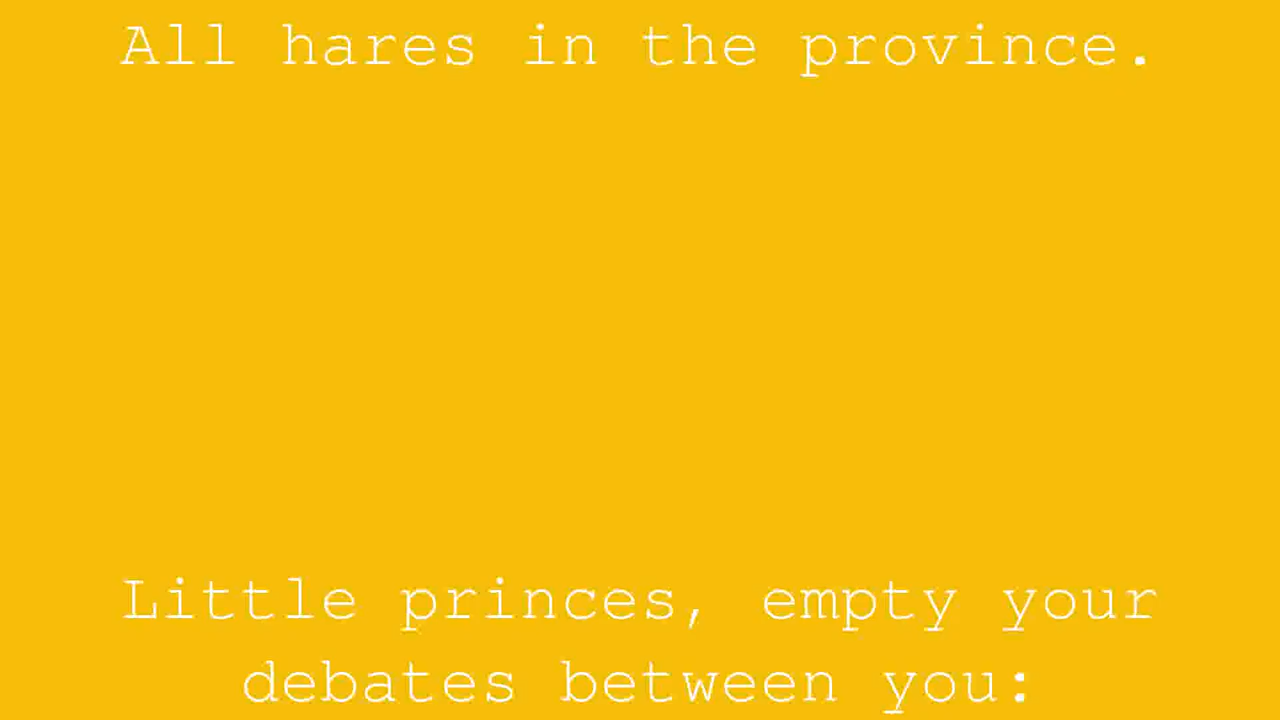 All hares in the province.
Little princes, empty your
debates between you: